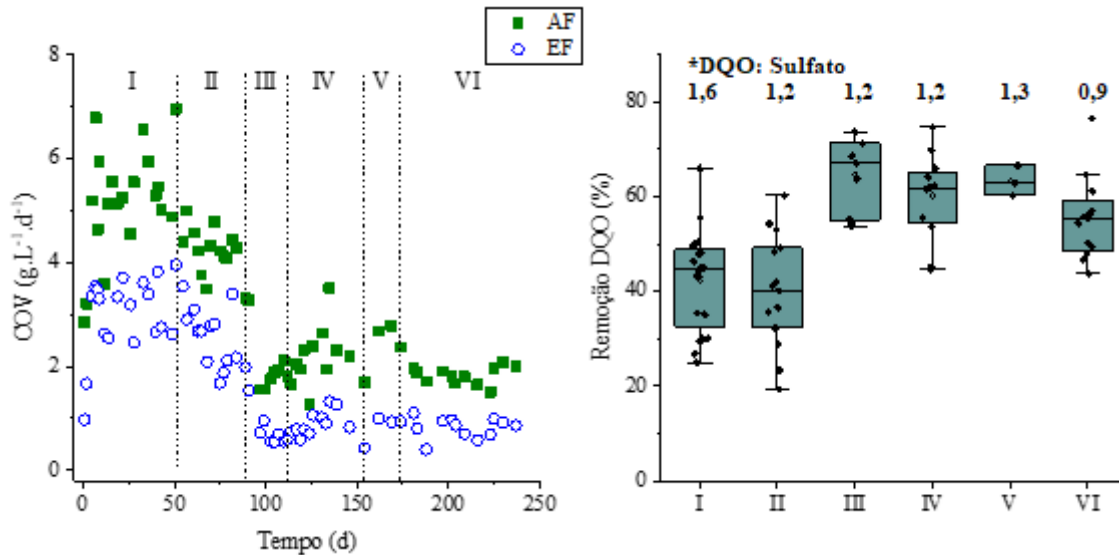 AF
EF
COV (g.L⁻¹.d⁻¹)
8
6
4
2
0
I II III IV V VI
0 50 100 150 200 250
Tempo (d)
Remoção DQO (%)
80
60
40
20
0
*DQO: Sulfato
1,6 1,2 1,2 1,2 1,3 0,9
I II III IV V VI